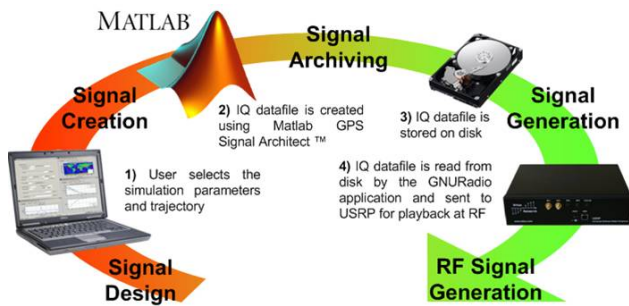 MATLAB®
Signal
Archiving
Signal
Creation
2) IQ datafile is created
using Matlab GPS
Signal Architect ™
3) IQ datafile is
stored on disk
Signal
Generation
1) User selects the
simulation parameters
and trajectory
4) IQ datafile is read from
disk by the GNURadio
application and sent to
USRP for playback at RF
Signal
Design
RF Signal
Generation